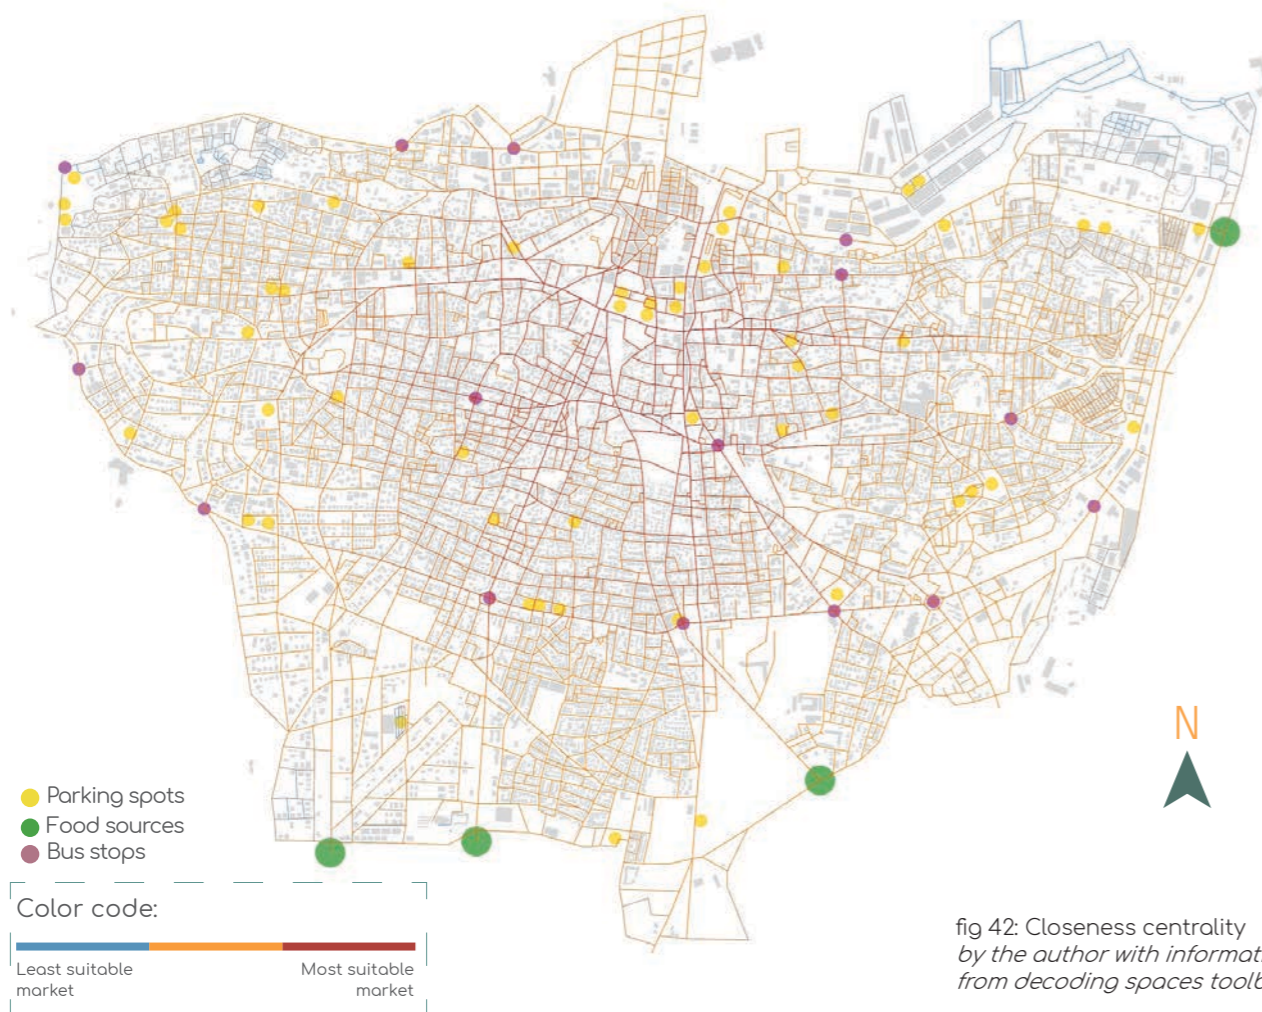 N
Parking spots
Food sources
Bus stops
Color code:
Least suitable
market
Most suitable
market
fig 42: Closeness centrality
by the author with
from decoding spaces